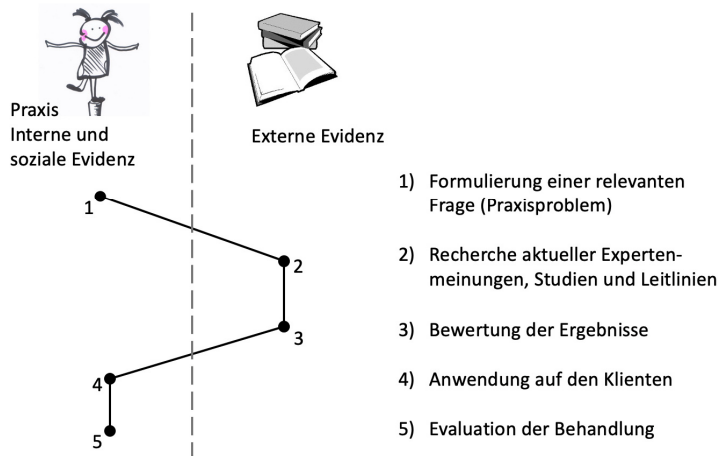 Praxis
Interne und
soziale Evidenz
Externe Evidenz
1
2
3
4
5
1) Formulierung einer relevanten
Frage (Praxisproblem)
2) Recherche aktueller Experten-
meinungen, Studien und Leitlinien
3) Bewertung der Ergebnisse
4) Anwendung auf den Klienten
5) Evaluation der Behandlung